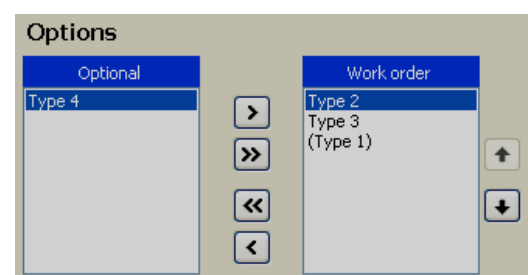 Options
Optional
Type 4
Work order
Type 2
Type 3
(Type 1)